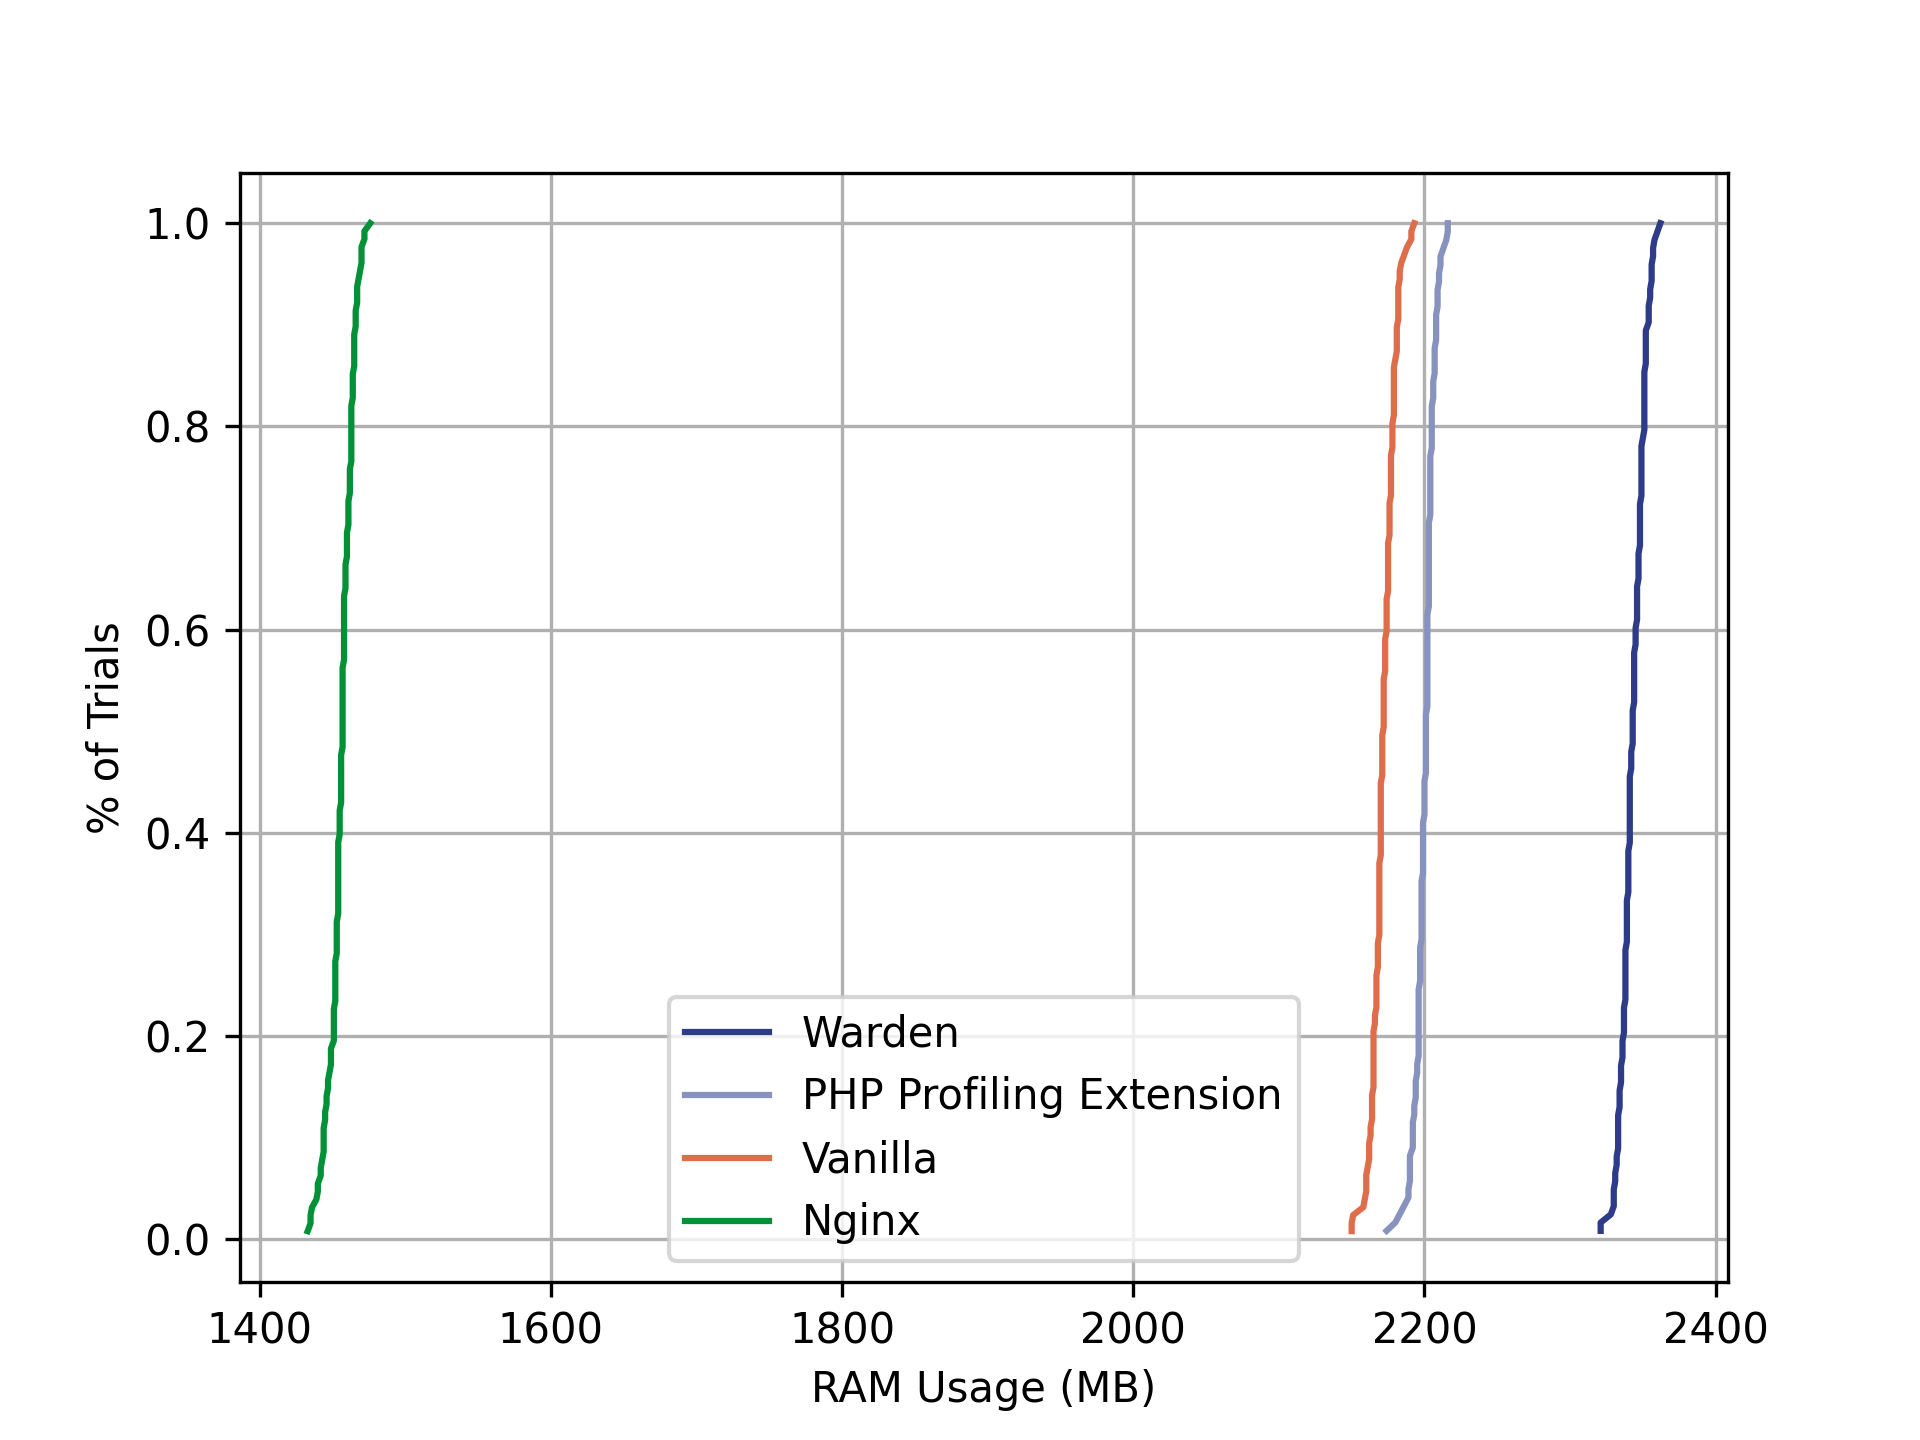 1.0
0.8
0.6
0.4
0.2
0.0
% of Trials
Warden
PHP Profiling Extension
Vanilla
Nginx
1400 1600 1800 2000 2200 2400
RAM Usage (MB)